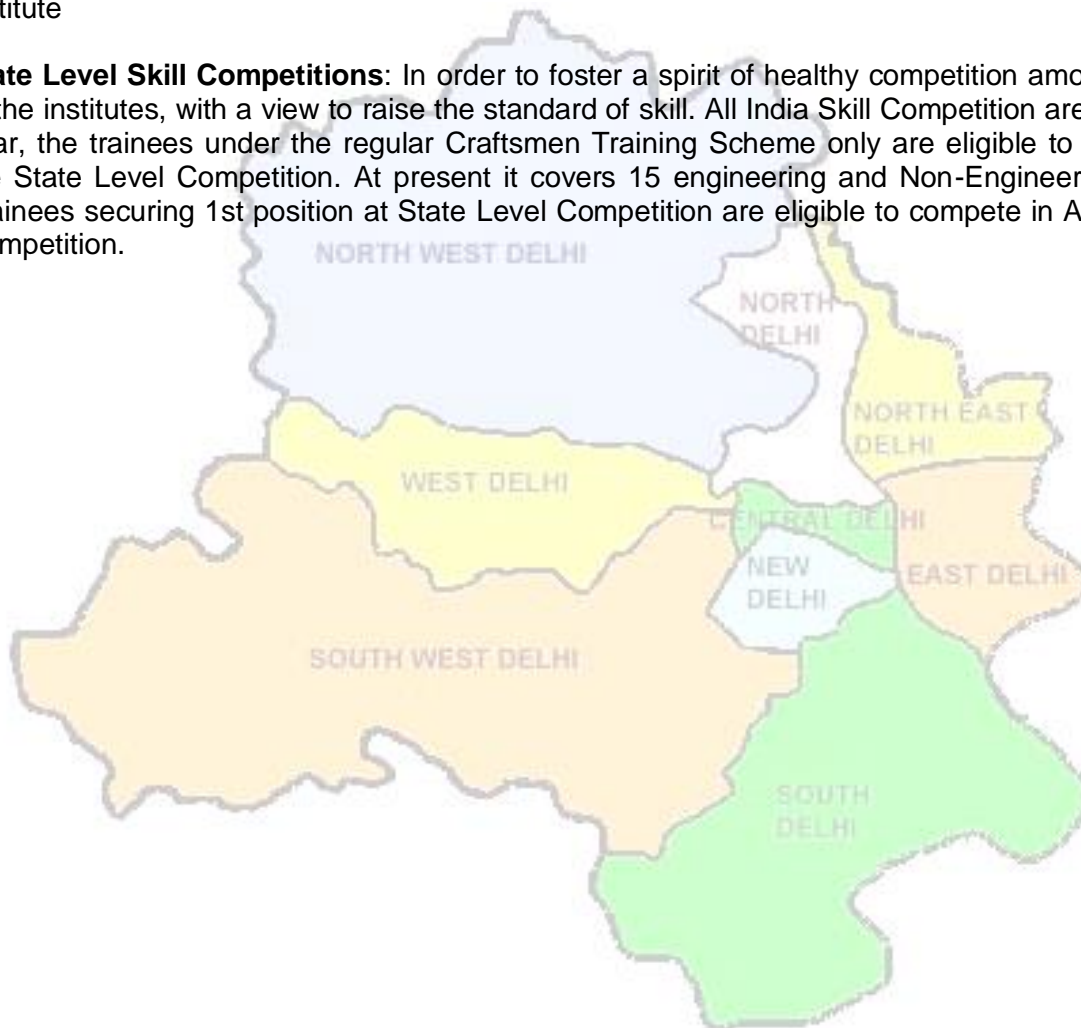 titute
ate Level Skill Competitions: In order to foster a spirit of healthy competition amo
the institutes, with a view to raise the standard of skill. All India Skill Competition are
ar, the trainees under the regular Craftsmen Training Scheme only are eligible to
e State Level Competition. At present it covers 15 engineering and Non-Engineer
ainees securing 1st position at State Level Competition are eligible to compete in A
mpetition.
NORTH WEST DELHI
NORTH
DELHI
NORTH EAST
DELHI
WEST DELHI
CENTRAL DELHI
NEW
DELHI
EAST DELHI
SOUTH WEST DELHI
SOUTH
DELHI